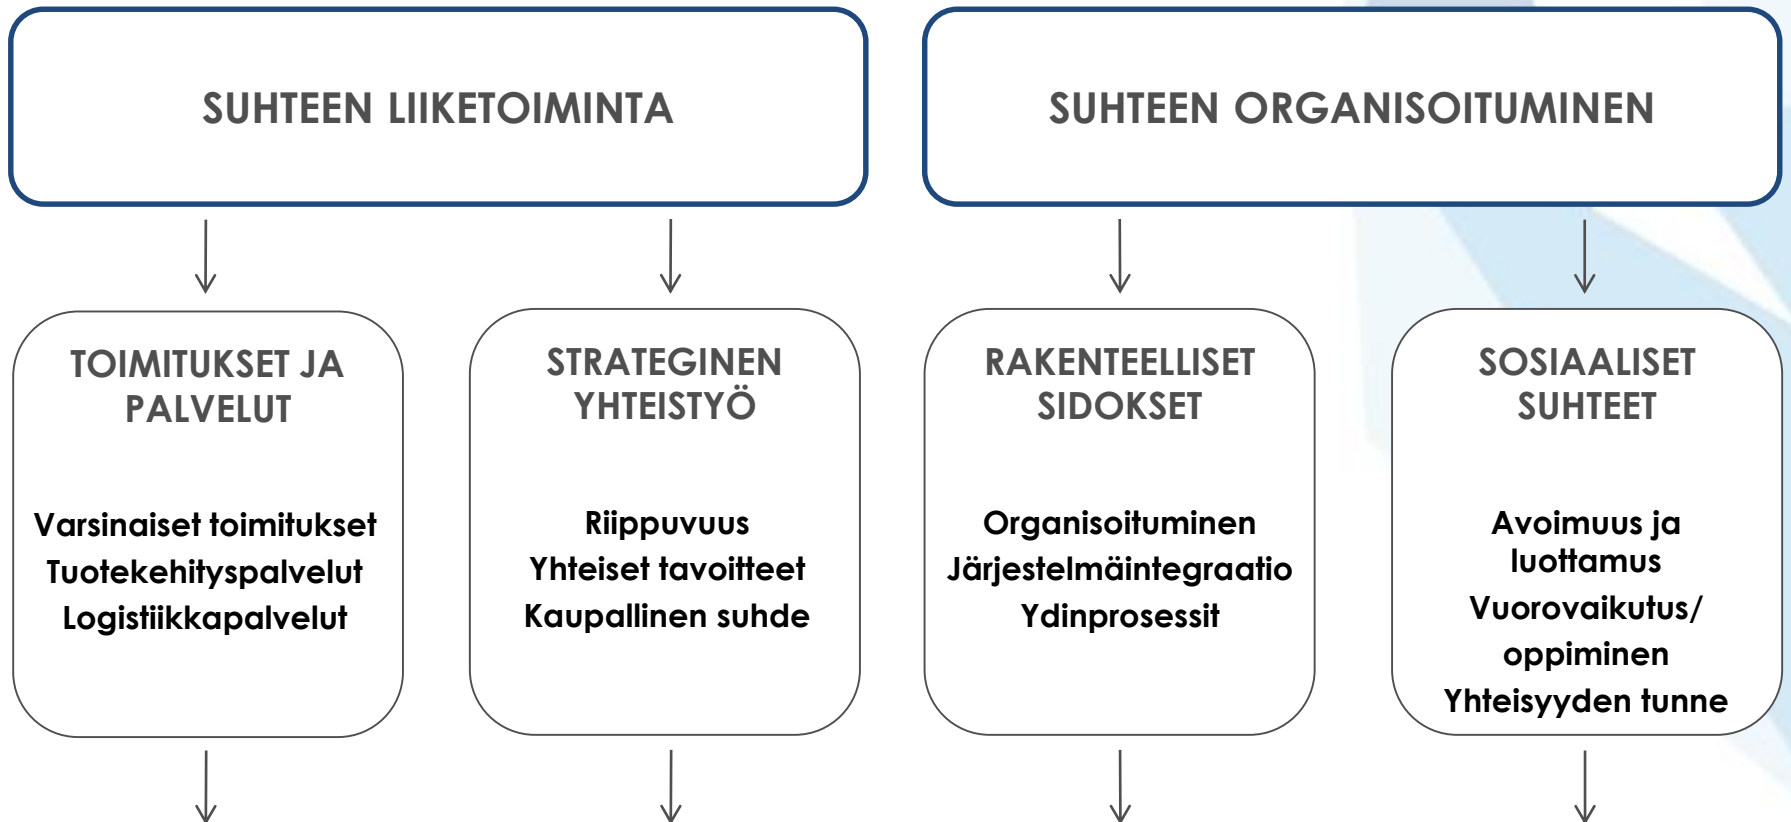 SUHTEEN LIIKETOIMINTA
SUHTEEN ORGANISOITUMINEN
TOIMITUKSET JA
PALVELUT
Varsinaiset toimitukset
Tuotekehityspalvelut
Logistiikkapalvelut
STRATEGINEN
YHTEISTYÖ
Riippuvuus
Yhteiset tavoitteet
Kaupallinen suhde
RAKENTEELLISET
SIDOKSET
Organisoituminen
Järjestelmäintegraatio
Ydinprosessit
SOSIAALISET
SUHTEET
Avoimuus ja
luottamus
Vuorovaikutus/
oppiminen
Yhteisyyden tunne